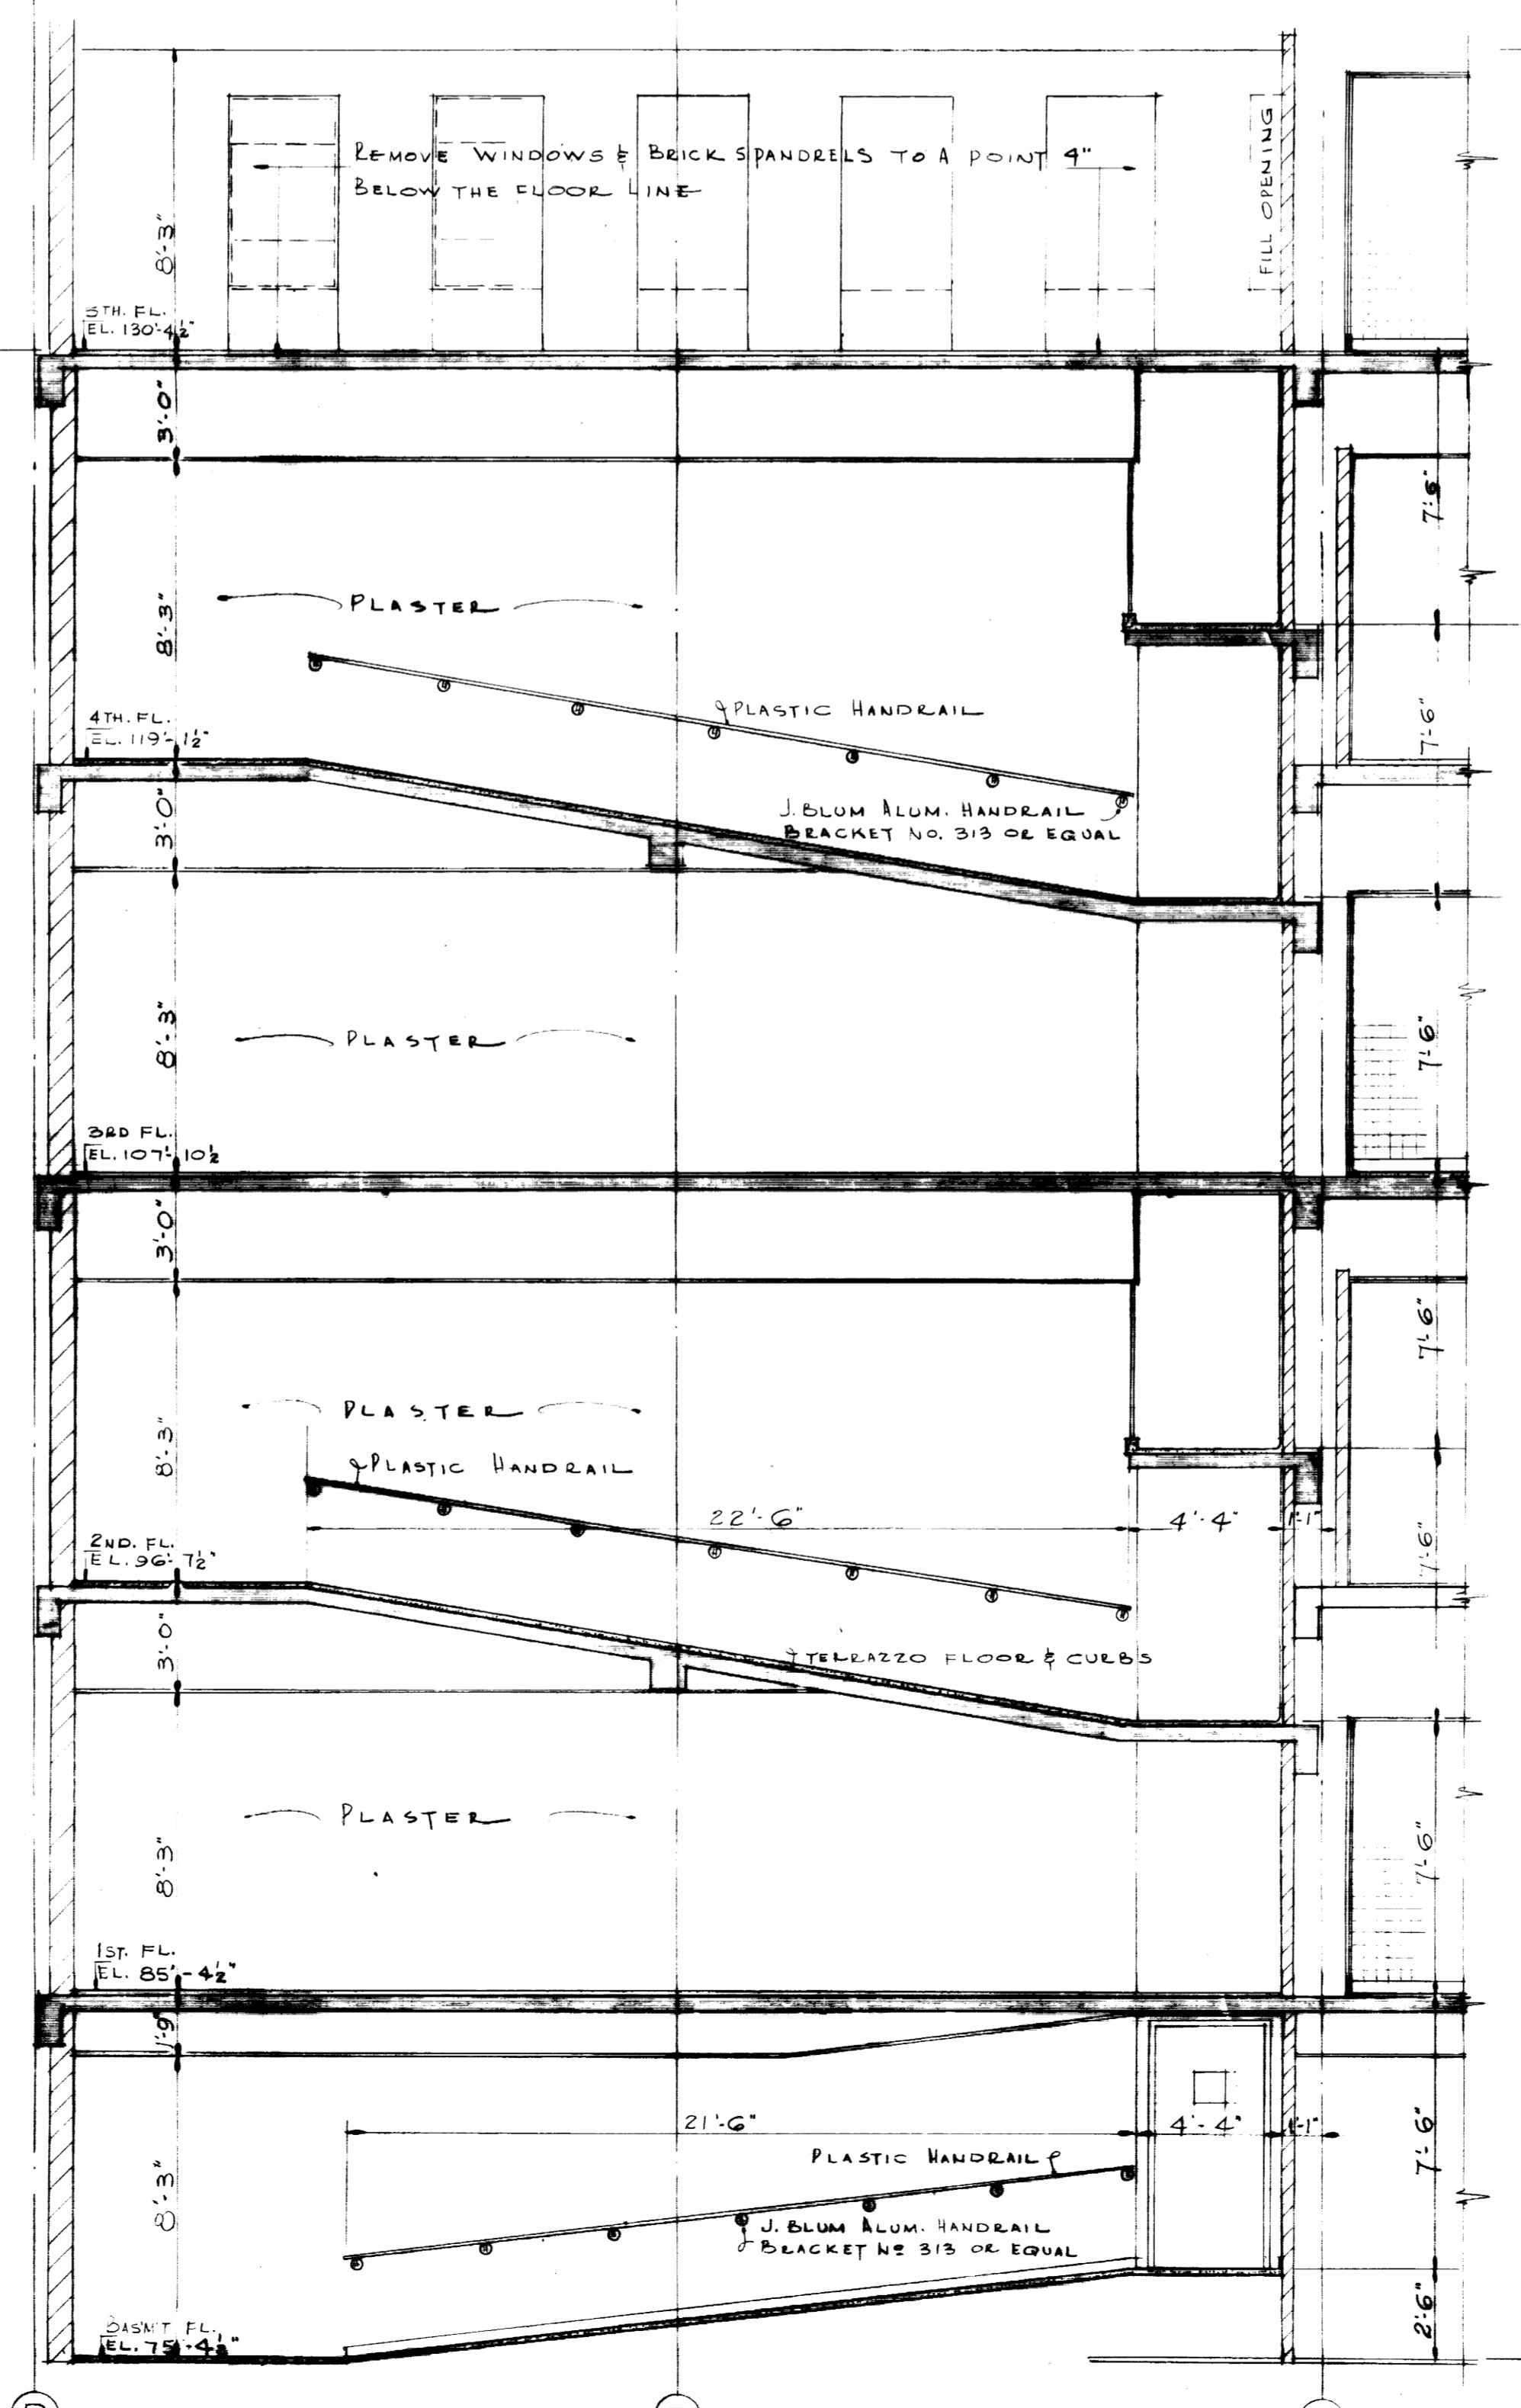 REMOVE WINDOWS & BRICK SPANDRELS TO A POINT 4"
BELOW THE FLOOR LINE
FILL OPENING
8'-3"
5TH. FL.
EL. 130'-4½"
3'-0"
7'-6"
PLASTER
8'-3"
PLASTIC HANDRAIL
7'-6"
4TH. FL.
EL. 119'-1½"
J. BLUM ALUM. HANDRAIL
BRACKET NO. 313 OR EQUAL
3'-0"
8'-3"
PLASTER
7'-6"
3RD FL.
EL. 107'-10½
3'-0"
7'-6"
PLASTER
8'-3"
PLASTIC HANDRAIL
22'-6"
4'-4"
1'-1"
7'-6"
2ND. FL.
EL. 96'-7½"
3'-0"
TERRAZZO FLOOR & CURBS
PLASTER
8'-3"
7'-6"
1ST. FL.
EL. 85'-4½"
1'-9"
21'-6"
4'-4"
1'-1"
7'-6"
PLASTIC HANDRAIL
8'-3"
J. BLUM ALUM. HANDRAIL
BRACKET Nº 313 OR EQUAL
BASM'T FL.
EL. 75'-4½"
2'-6"